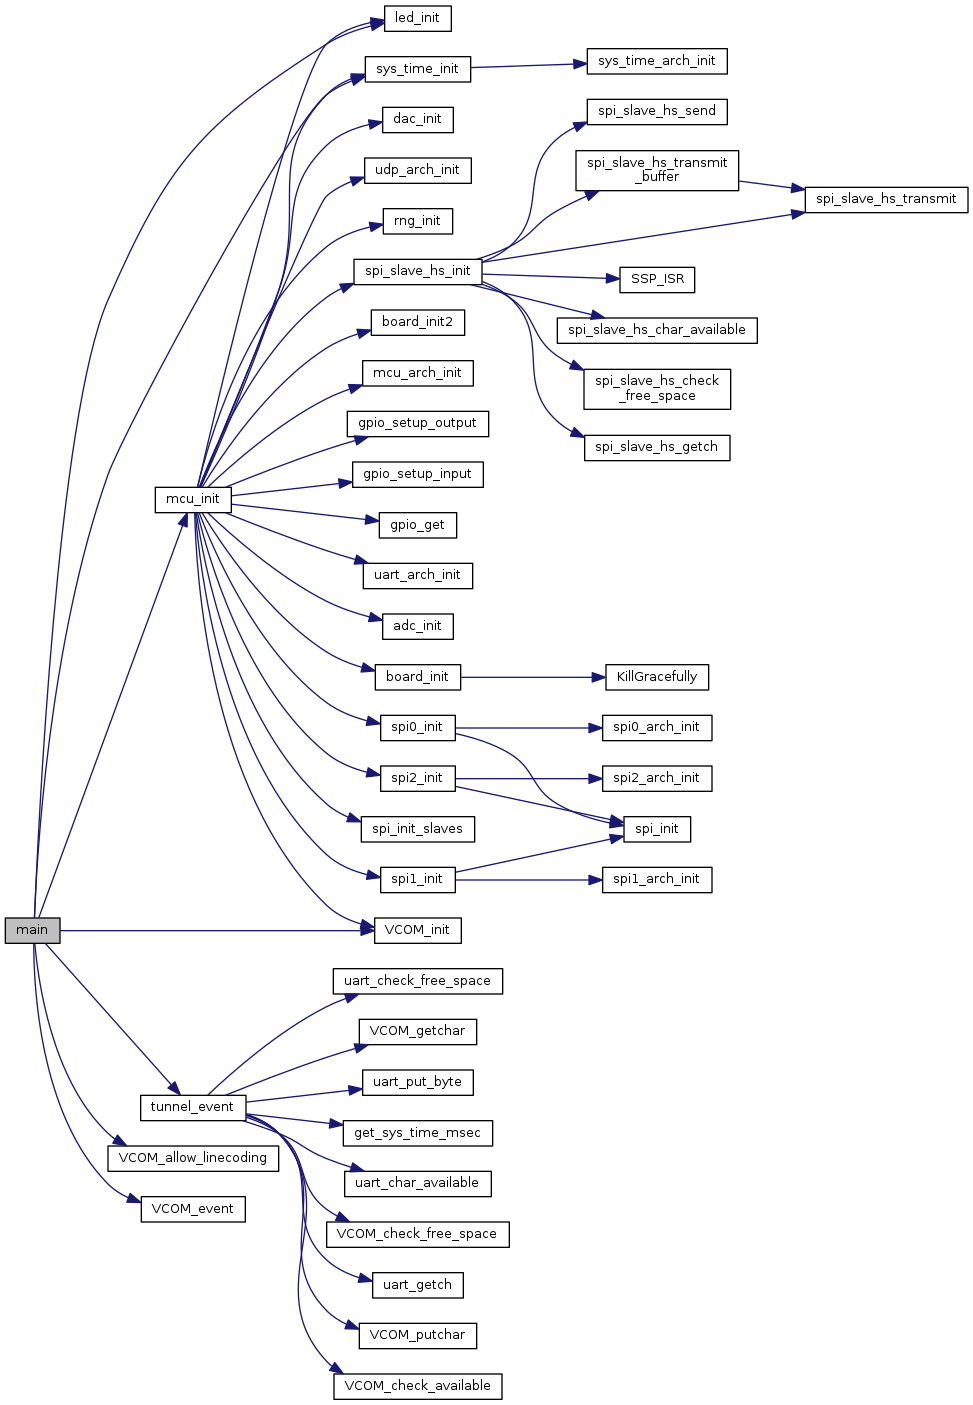 led_init
sys_time_init
sys_time_arch_init
dac_init
spi_slave_hs_send
udp_arch_init
spi_slave_hs_transmit
_buffer
spi_slave_hs_transmit
rng_init
spi_slave_hs_init
SSP_ISR
board_init2
spi_slave_hs_char_available
mcu_arch_init
spi_slave_hs_check
_free_space
gpio_setup_output
spi_slave_hs_getch
gpio_setup_input
mcu_init
gpio_get
uart_arch_init
adc_init
board_init
KillGracefully
spi0_init
spi0_arch_init
spi2_init
spi2_arch_init
spi_init_slaves
spi_init
spi1_init
spi1_arch_init
main
VCOM_init
uart_check_free_space
VCOM_getchar
uart_put_byte
tunnel_event
get_sys_time_msec
VCOM_allow_linecoding
uart_char_available
VCOM_event
VCOM_check_free_space
uart_getch
VCOM_putchar
VCOM_check_available